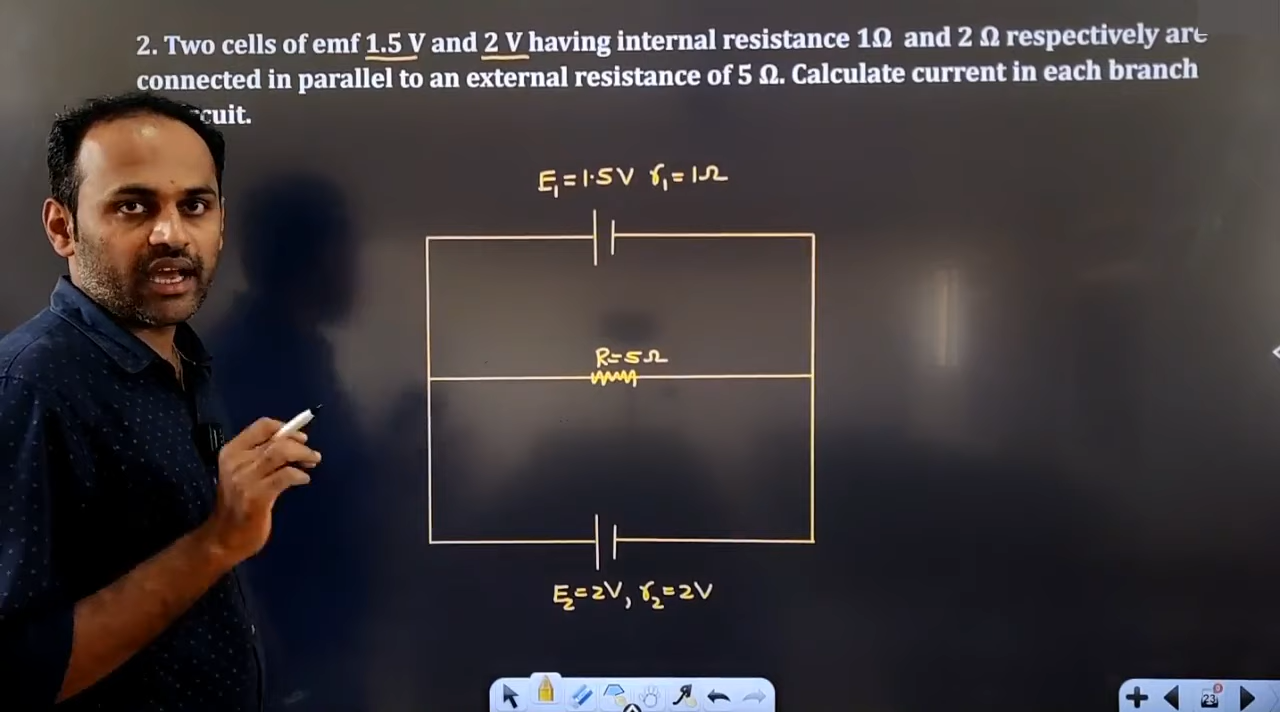 2. Two cells of emf 1.5 V and 2 V having internal resistance 1Ω and 2 Ω respectively are
connected in parallel to an external resistance of 5 Ω. Calculate current in each branch
cuit.
E₁=1.5V r₁=1Ω
R=5Ω
E₂=2V, r₂=2V
23